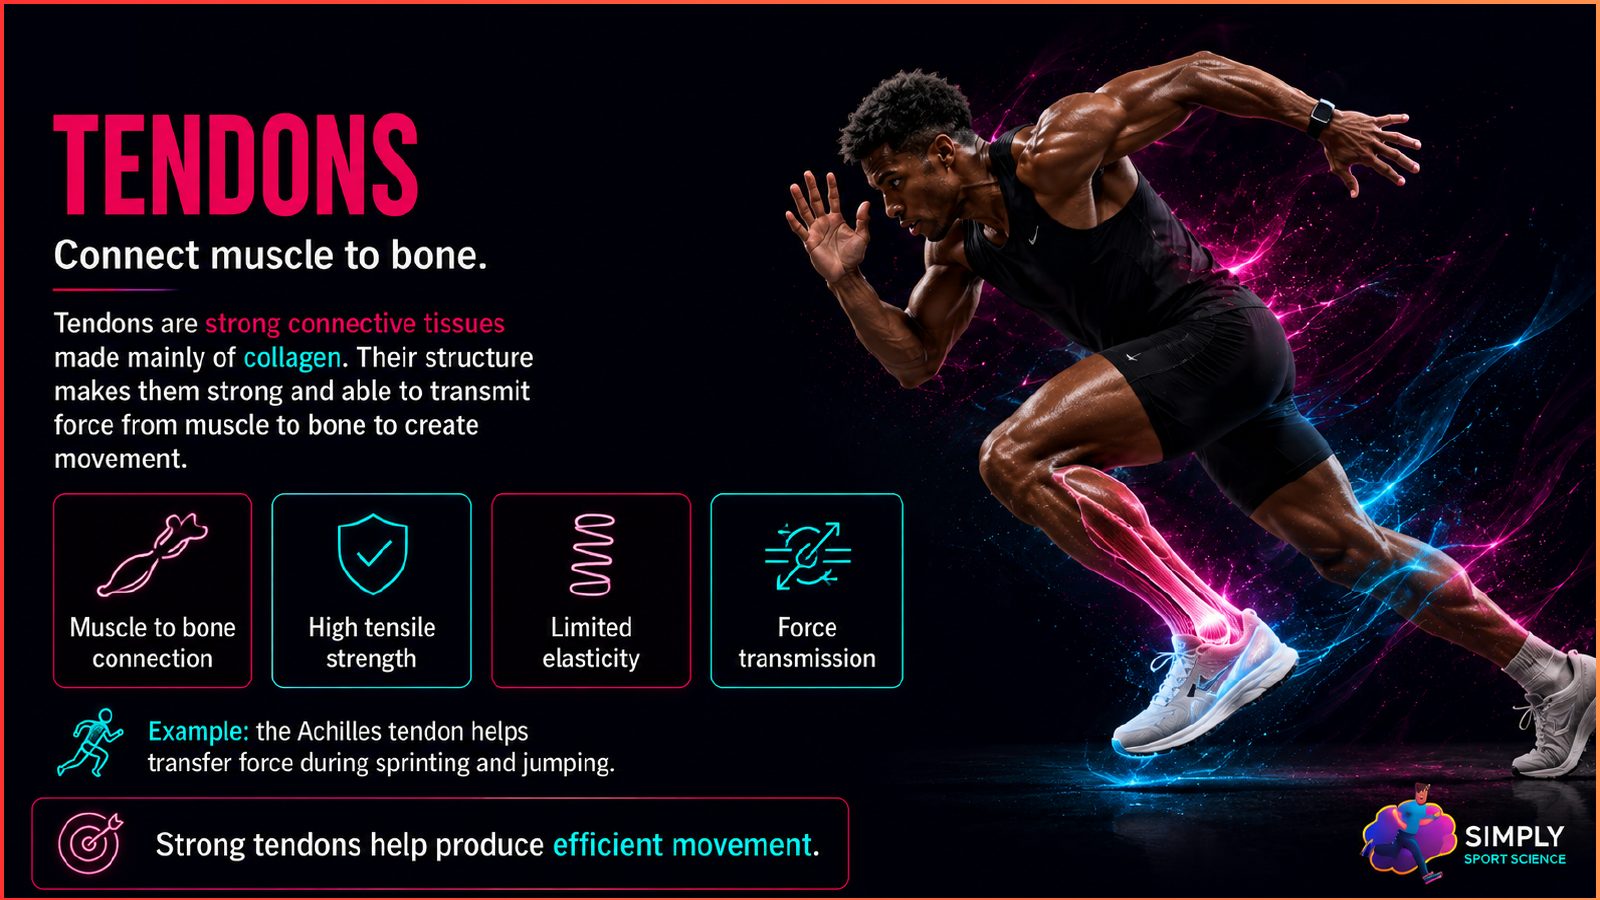 TENDONS
Connect muscle to bone.
Tendons are strong connective tissues
made mainly of collagen. Their structure
makes them strong and able to transmit
force from muscle to bone to create
movement.
Muscle to bone
connection
High tensile
strength
Limited
elasticity
Force
transmission
Example: the Achilles tendon helps
transfer force during sprinting and jumping.
Strong tendons help produce efficient movement.
SIMPLY
SPORT SCIENCE